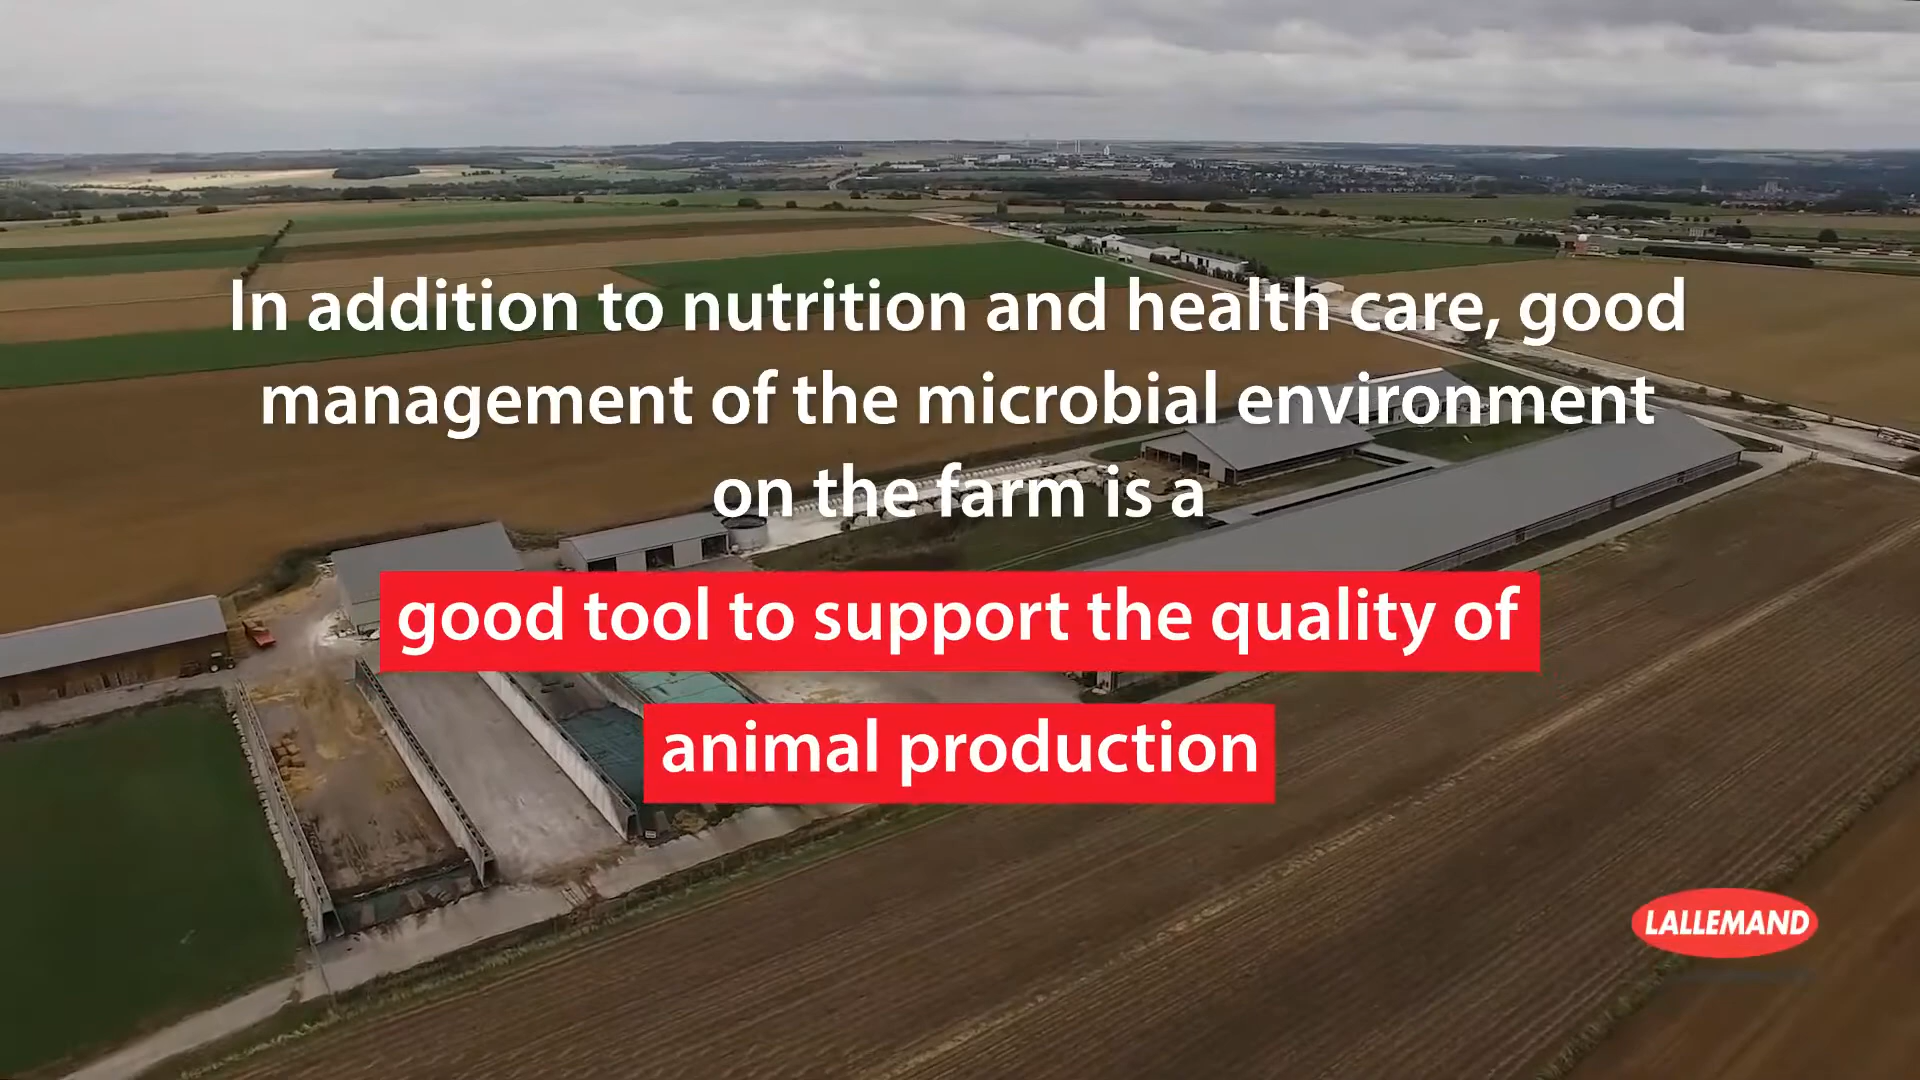 In addition to nutrition and health care, good
management of the microbial environment
on the farm is a
good tool to support the quality of
animal production
LALLEMAND